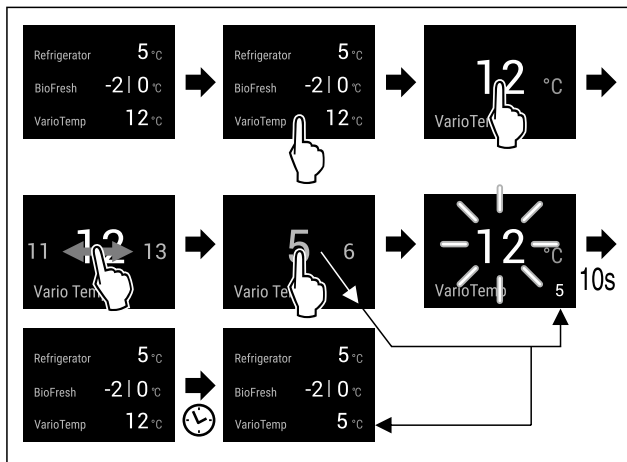 Refrigerator 5 °C
BioFresh -2 | 0 °C
VarioTemp 12 °C
Refrigerator 5 °C
BioFresh -2 | 0 °C
VarioTemp 12 °C
12 °C
VarioTem
11 12 13
Vario Tem
5 6
Vario Te
12 °C
VarioTemp 5
10s
Refrigerator 5 °C
BioFresh -2 | 0 °C
VarioTemp 12 °C
Refrigerator 5 °C
BioFresh -2 | 0 °C
VarioTemp 5 °C